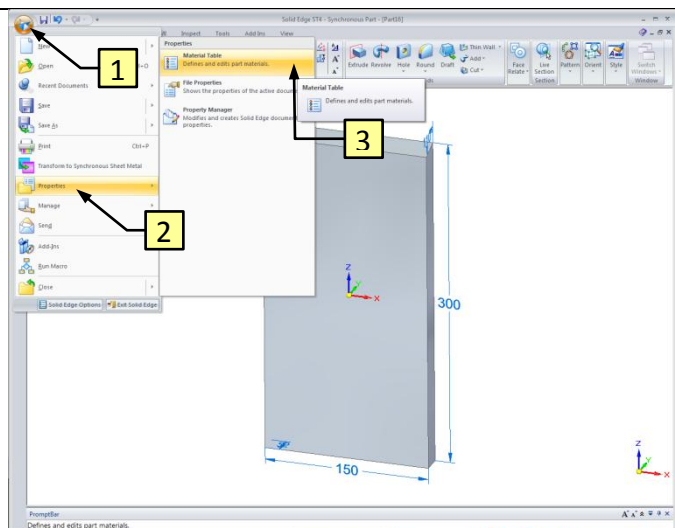 Solid Edge ST4 - Synchronous Part - [Part16]
Inspect Tools Add Ins View
New
Open
Recent Documents
Save
Save As
Print Ctrl+P
Transform to Synchronous Sheet Metal
Properties
Manage
Send
Add-Ins
Run Macro
Close
Solid Edge Options Exit Solid Edge
Properties
Material Table
Defines and edits part materials.
File Properties
Shows the properties of the active docum
Property Manager
Modifies and creates Solid Edge document
properties.
Material Table
Defines and edits part materials.
Extrude Revolve Hole Round Draft
Thin Wall
Add
Cut
Face
Relate
Live
Section
Section
Pattern Orient Style
Switch
Windows
Window
1
2
3
Z
Y
X
300
150
Z
Y
X
PromptBar
Defines and edits part materials.